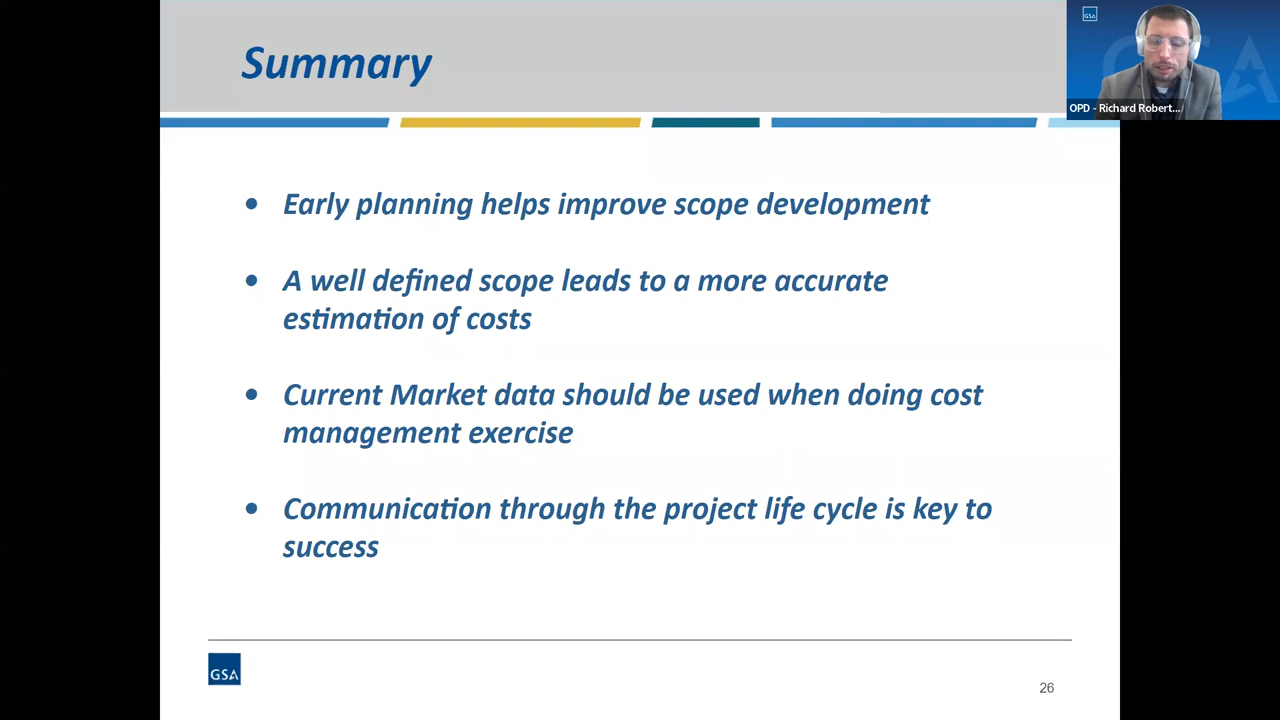 Summary
GSA
OPD - Richard Robert...
• Early planning helps improve scope development
• A well defined scope leads to a more accurate
estimation of costs
• Current Market data should be used when doing cost
management exercise
• Communication through the project life cycle is key to
success
GSA
26